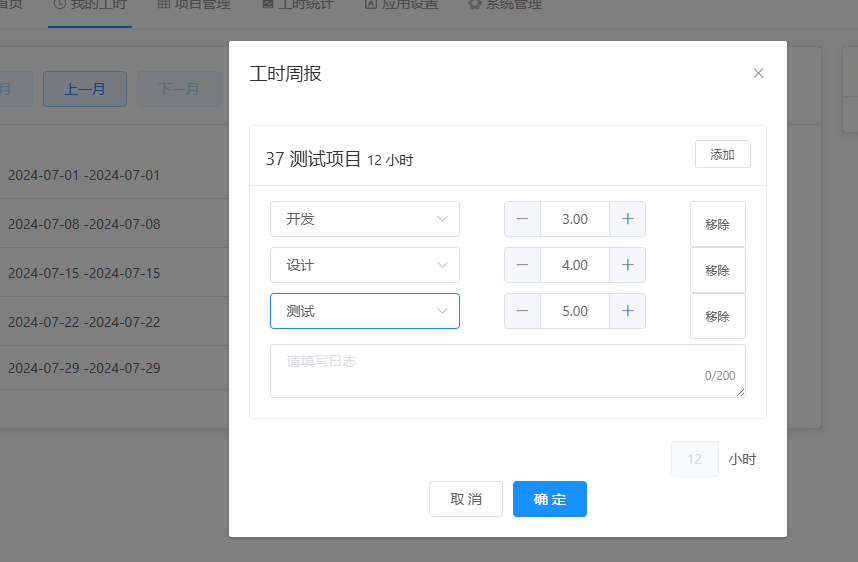 首页 我的工时 项目管理 工时统计 应用设置 系统管理
月 上一月 下一月
2024-07-01 -2024-07-01
2024-07-08 -2024-07-08
2024-07-15 -2024-07-15
2024-07-22 -2024-07-22
2024-07-29 -2024-07-29
工时周报
37 测试项目 12 小时 添加
开发 3.00 移除
设计 4.00 移除
测试 5.00 移除
请填写日志
0/200
12 小时
取 消 确 定